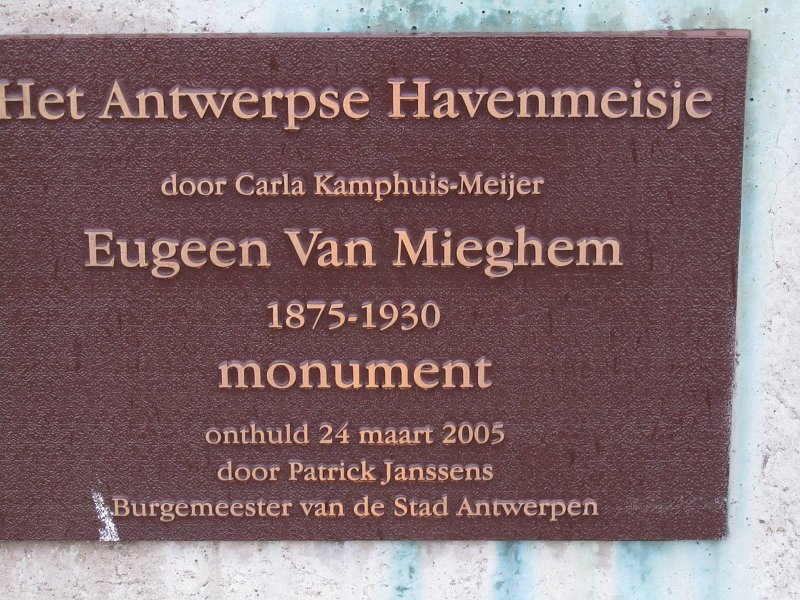 Het Antwerpse Havenmeisje
door Carla Kamphuis-Meijer
Eugeen Van Mieghem
1875-1930
monument
onthuld 24 maart 2005
door Patrick Janssens
Burgemeester van de Stad Antwerpen